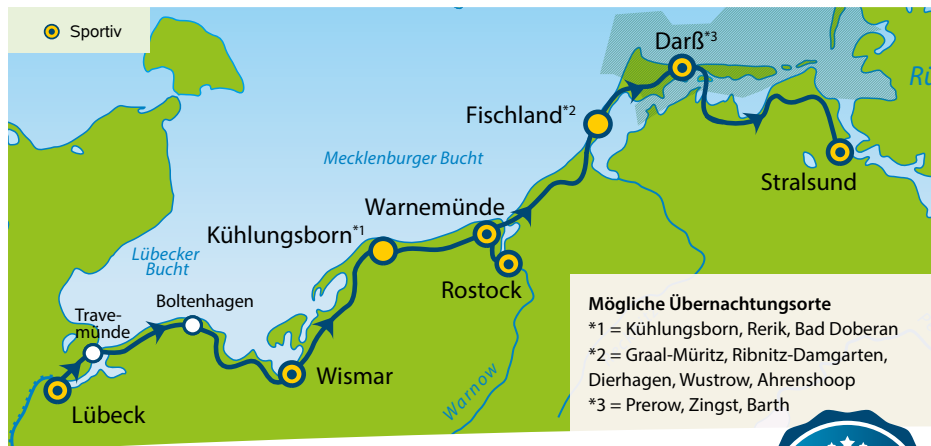 Sportiv
Darß*3
Rü
Fischland*2
Mecklenburger Bucht
Stralsund
Warnemünde
Kühlungsborn*1
Lübecker
Bucht
Rostock
Boltenhagen
Trave-
münde
Wismar
Warnow
Lübeck
Mögliche Übernachtungsorte
*1 = Kühlungsborn, Rerik, Bad Doberan
*2 = Graal-Müritz, Ribnitz-Damgarten,
Dierhagen, Wustrow, Ahrenshoop
*3 = Prerow, Zingst, Barth